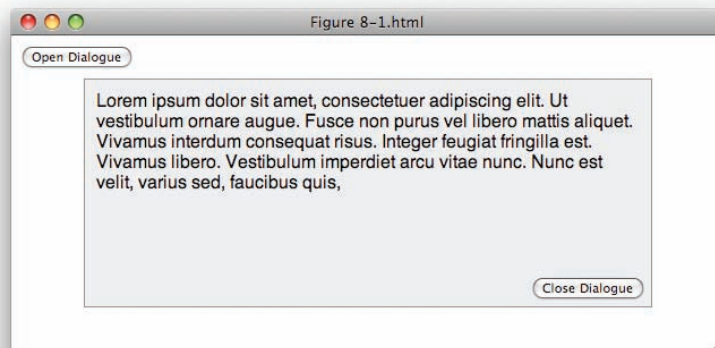 Figure 8-1.html
Open Dialogue
Lorem ipsum dolor sit amet, consectetuer adipiscing elit. Ut
vestibulum ornare augue. Fusce non purus vel libero mattis aliquet.
Vivamus interdum consequat risus. Integer feugiat fringilla est.
Vivamus libero. Vestibulum imperdiet arcu vitae nunc. Nunc est
velit, varius sed, faucibus quis,
Close Dialogue